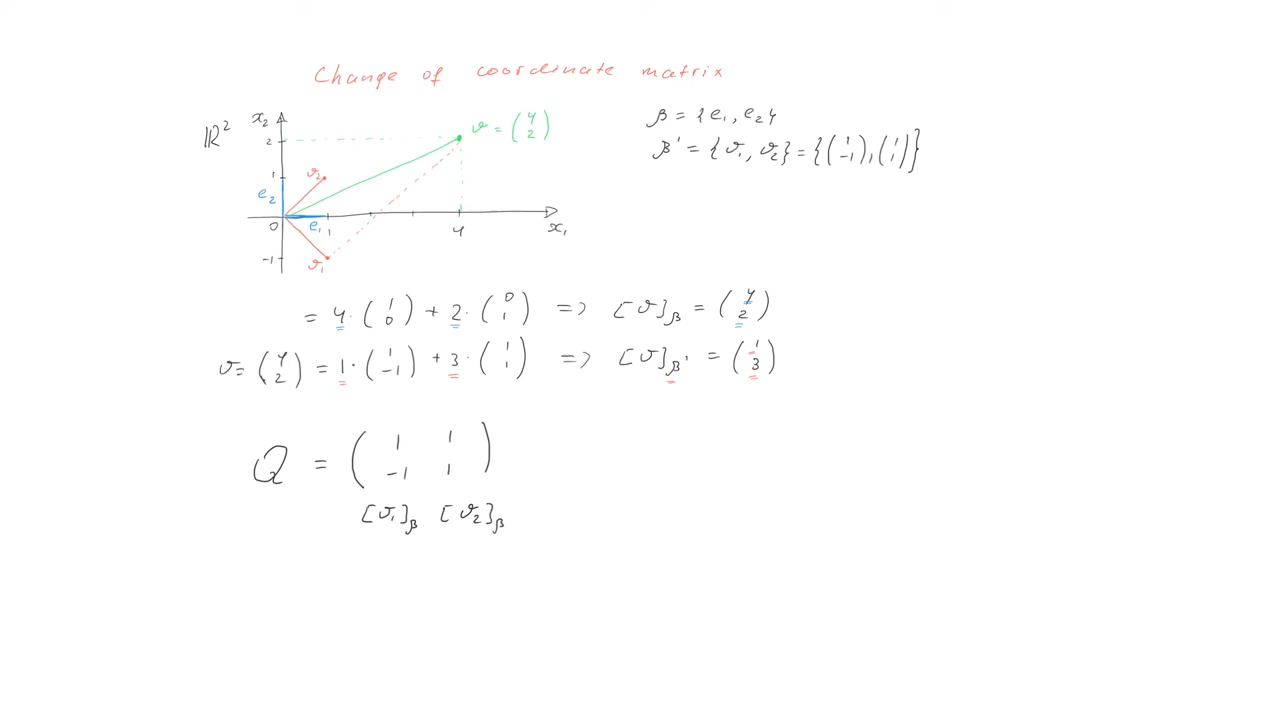 Change of coordinate matrix
ℝ² x₂ v = (4 2)
β = {e₁, e₂}
β' = {v₁, v₂} = {(1 -1), (1 1)}
2
1 v₂
e₂
0 e₁ 1 4 x₁
-1 v₁
= 4 · (1 0) + 2 · (0 1) => [v]β = (4 2)
v = (4 2) = 1 · (1 -1) + 3 · (1 1) => [v]β' = (1 3)
Q = (1 1
-1 1)
[v₁]β [v₂]β